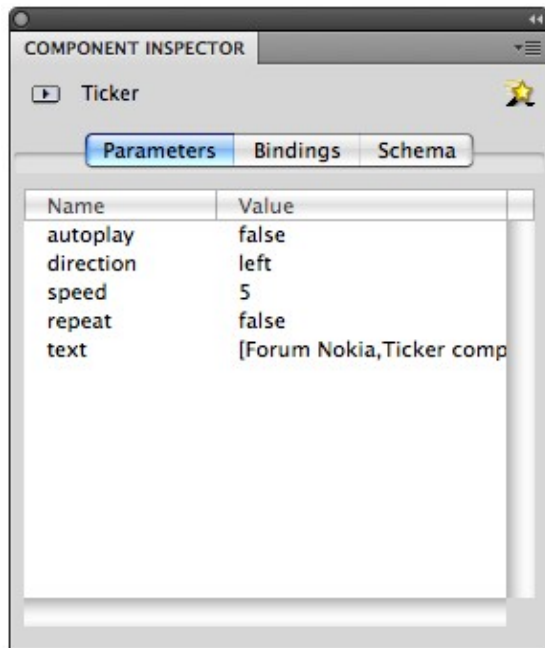 COMPONENT INSPECTOR
Ticker
Parameters Bindings Schema
Name Value
autoplay false
direction left
speed 5
repeat false
text [Forum Nokia,Ticker comp